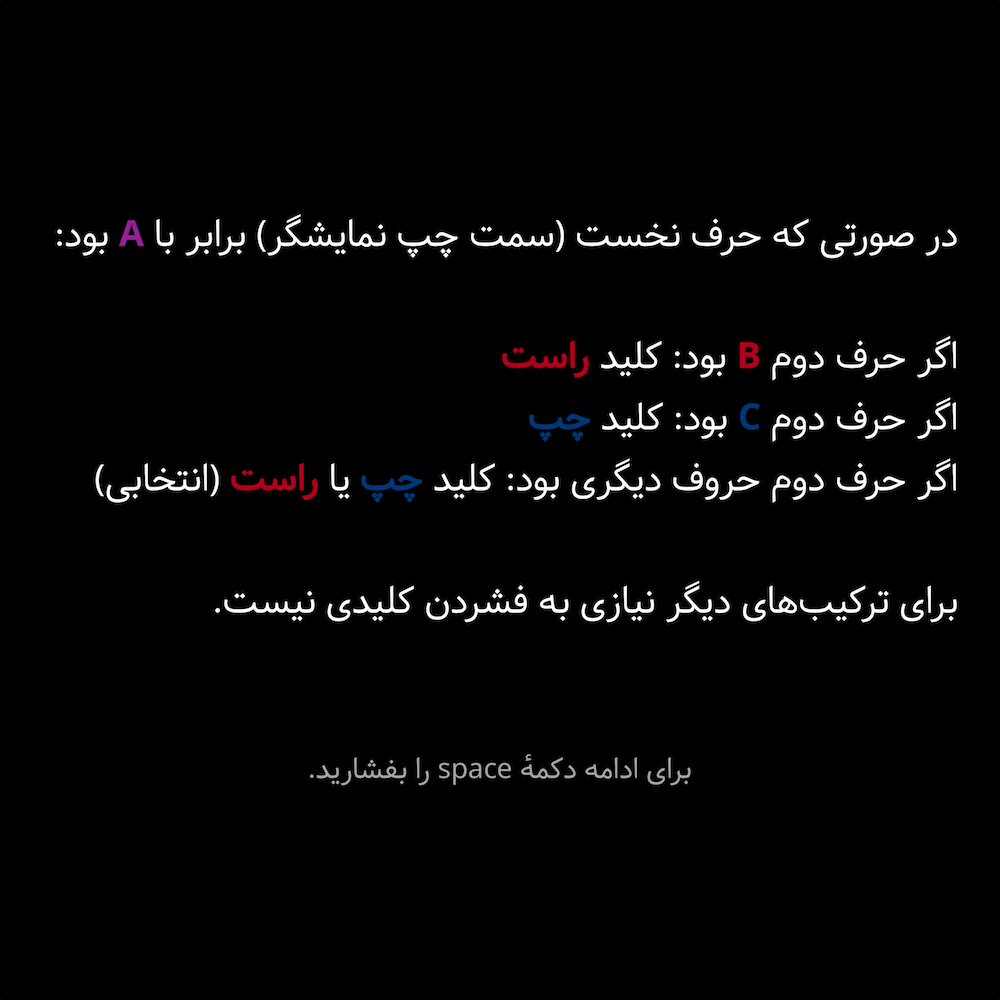 در صورتی که حرف نخست (سمت چپ نمایشگر) برابر با A بود:
اگر حرف دوم B بود: کلید راست
اگر حرف دوم C بود: کلید چپ
اگر حرف دوم حروف دیگری بود: کلید چپ یا راست (انتخابی)
برای ترکیب‌های دیگر نیازی به فشردن کلیدی نیست.
برای ادامه دکمهٔ space را بفشارید.